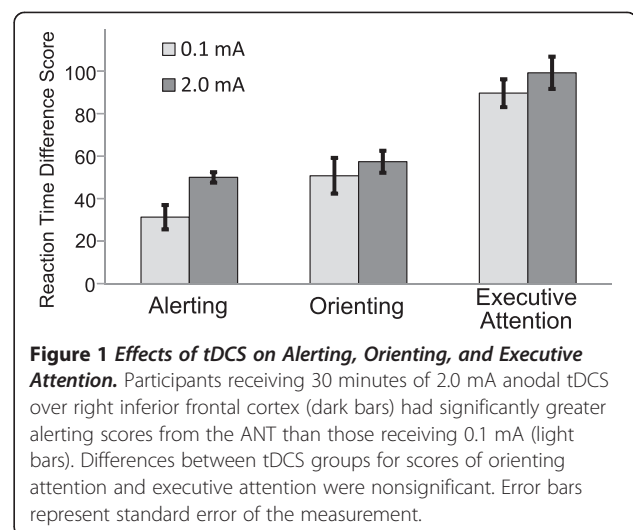 Reaction Time Difference Score
0.1 mA
2.0 mA
100
80
60
40
20
0
Alerting
Orienting
Executive
Attention
Figure 1 Effects of tDCS on Alerting, Orienting, and Executive
Attention. Participants receiving 30 minutes of 2.0 mA anodal tDCS
over right inferior frontal cortex (dark bars) had significantly greater
alerting scores from the ANT than those receiving 0.1 mA (light
bars). Differences between tDCS groups for scores of orienting
attention and executive attention were nonsignificant. Error bars
represent standard error of the measurement.